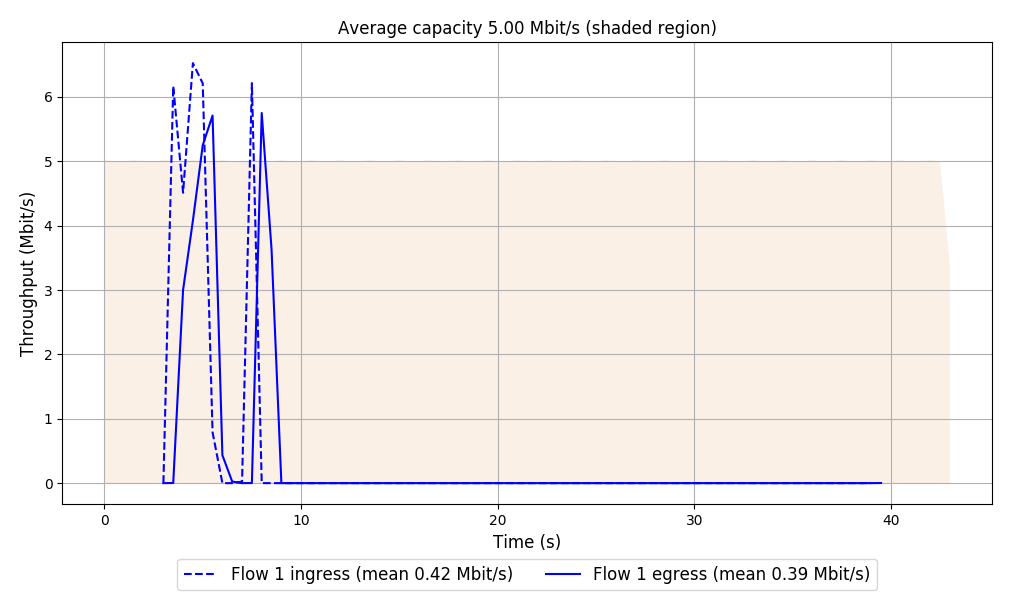 Average capacity 5.00 Mbit/s (shaded region)
Throughput (Mbit/s)
6
5
4
3
2
1
0
0 10 20 30 40
Time (s)
Flow 1 ingress (mean 0.42 Mbit/s) Flow 1 egress (mean 0.39 Mbit/s)